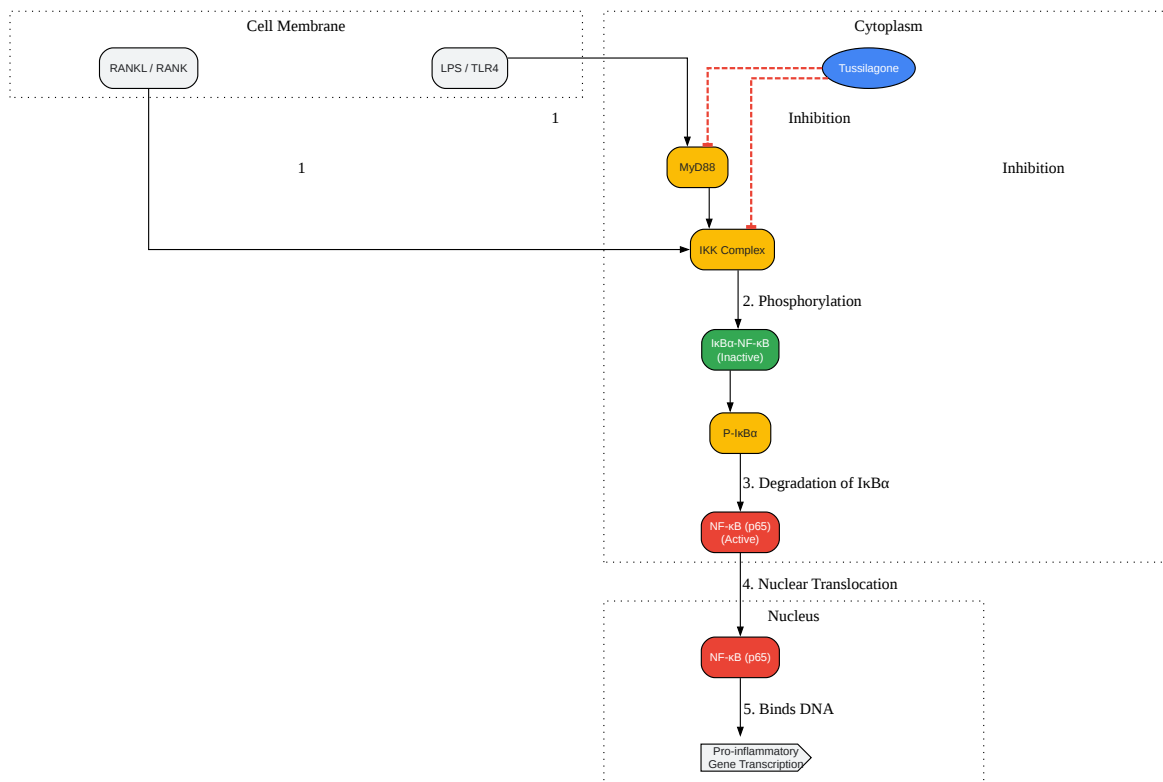 Cell Membrane
Cytoplasm
RANKL / RANK
LPS / TLR4
Tussilagone
1
Inhibition
1
MyD88
Inhibition
IKK Complex
2. Phosphorylation
IκBα-NF-κB
(Inactive)
P-IκBα
3. Degradation of IκBα
NF-κB (p65)
(Active)
4. Nuclear Translocation
Nucleus
NF-κB (p65)
5. Binds DNA
Pro-inflammatory
Gene Transcription